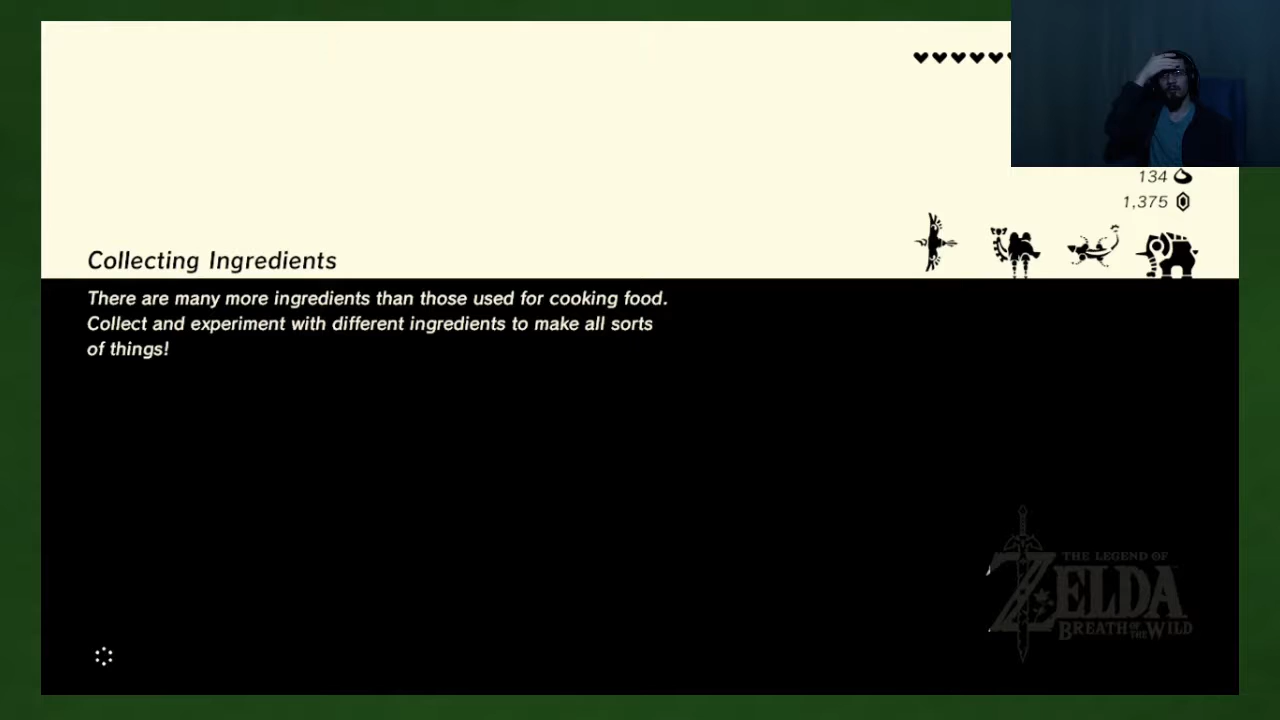 134
1,375
Collecting Ingredients
There are many more ingredients than those used for cooking food.
Collect and experiment with different ingredients to make all sorts
of things!
THE LEGEND OF
ZELDA
BREATH OF THE WILD